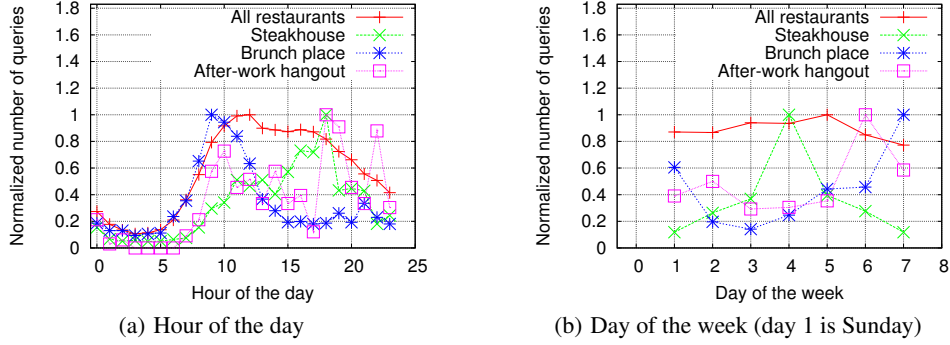 1.8
1.6
1.4
1.2
1
0.8
0.6
0.4
0.2
0
Normalized number of queries
All restaurants
Steakhouse
Brunch place
After-work hangout
0 5 10 15 20 25
Hour of the day
(a) Hour of the day
1.8
1.6
1.4
1.2
1
0.8
0.6
0.4
0.2
0
Normalized number of queries
All restaurants
Steakhouse
Brunch place
After-work hangout
0 1 2 3 4 5 6 7 8
Day of the week
(b) Day of the week (day 1 is Sunday)